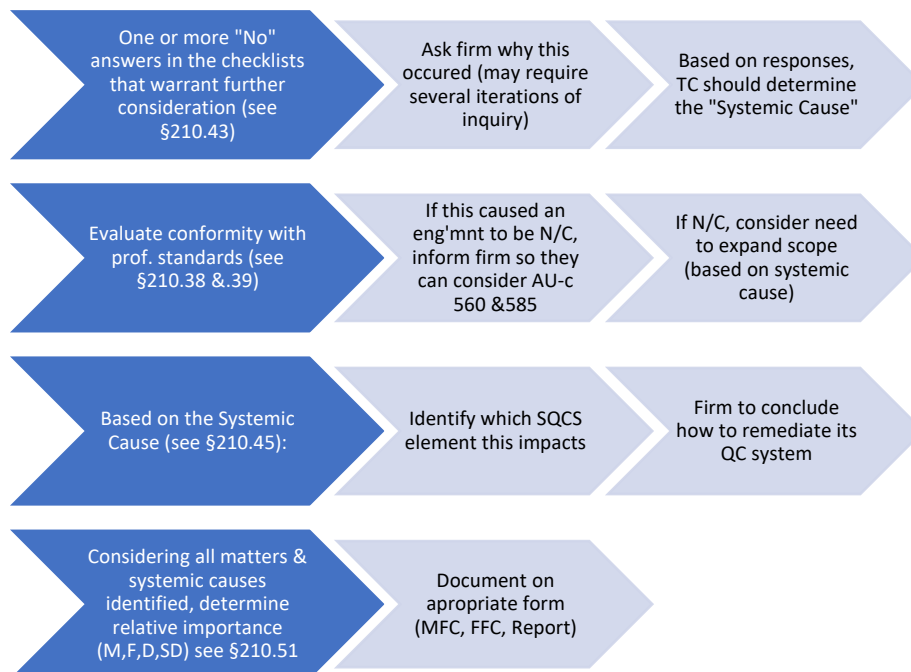 One or more "No"
answers in the checklists
that warrant further
consideration (see
§210.43)
Ask firm why this
occured (may require
several iterations of
inquiry)
Based on responses,
TC should determine
the "Systemic Cause"
Evaluate conformity with
prof. standards (see
§210.38 &.39)
If this caused an
eng'mnt to be N/C,
inform firm so they
can consider AU-c
560 &585
If N/C, consider need
to expand scope
(based on systemic
cause)
Based on the Systemic
Cause (see §210.45):
Identify which SQCS
element this impacts
Firm to conclude
how to remediate its
QC system
Considering all matters &
systemic causes
identified, determine
relative importance
(M,F,D,SD) see §210.51
Document on
apropriate form
(MFC, FFC, Report)